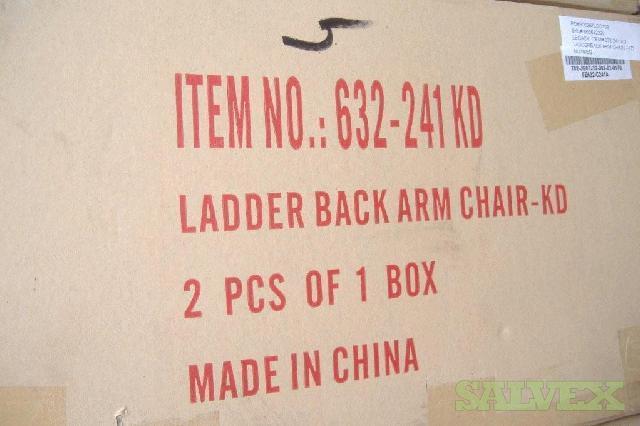 5
ITEM NO.: 632-241 KD
LADDER BACK ARM CHAIR-KD
2 PCS OF 1 BOX
MADE IN CHINA
SALVEX